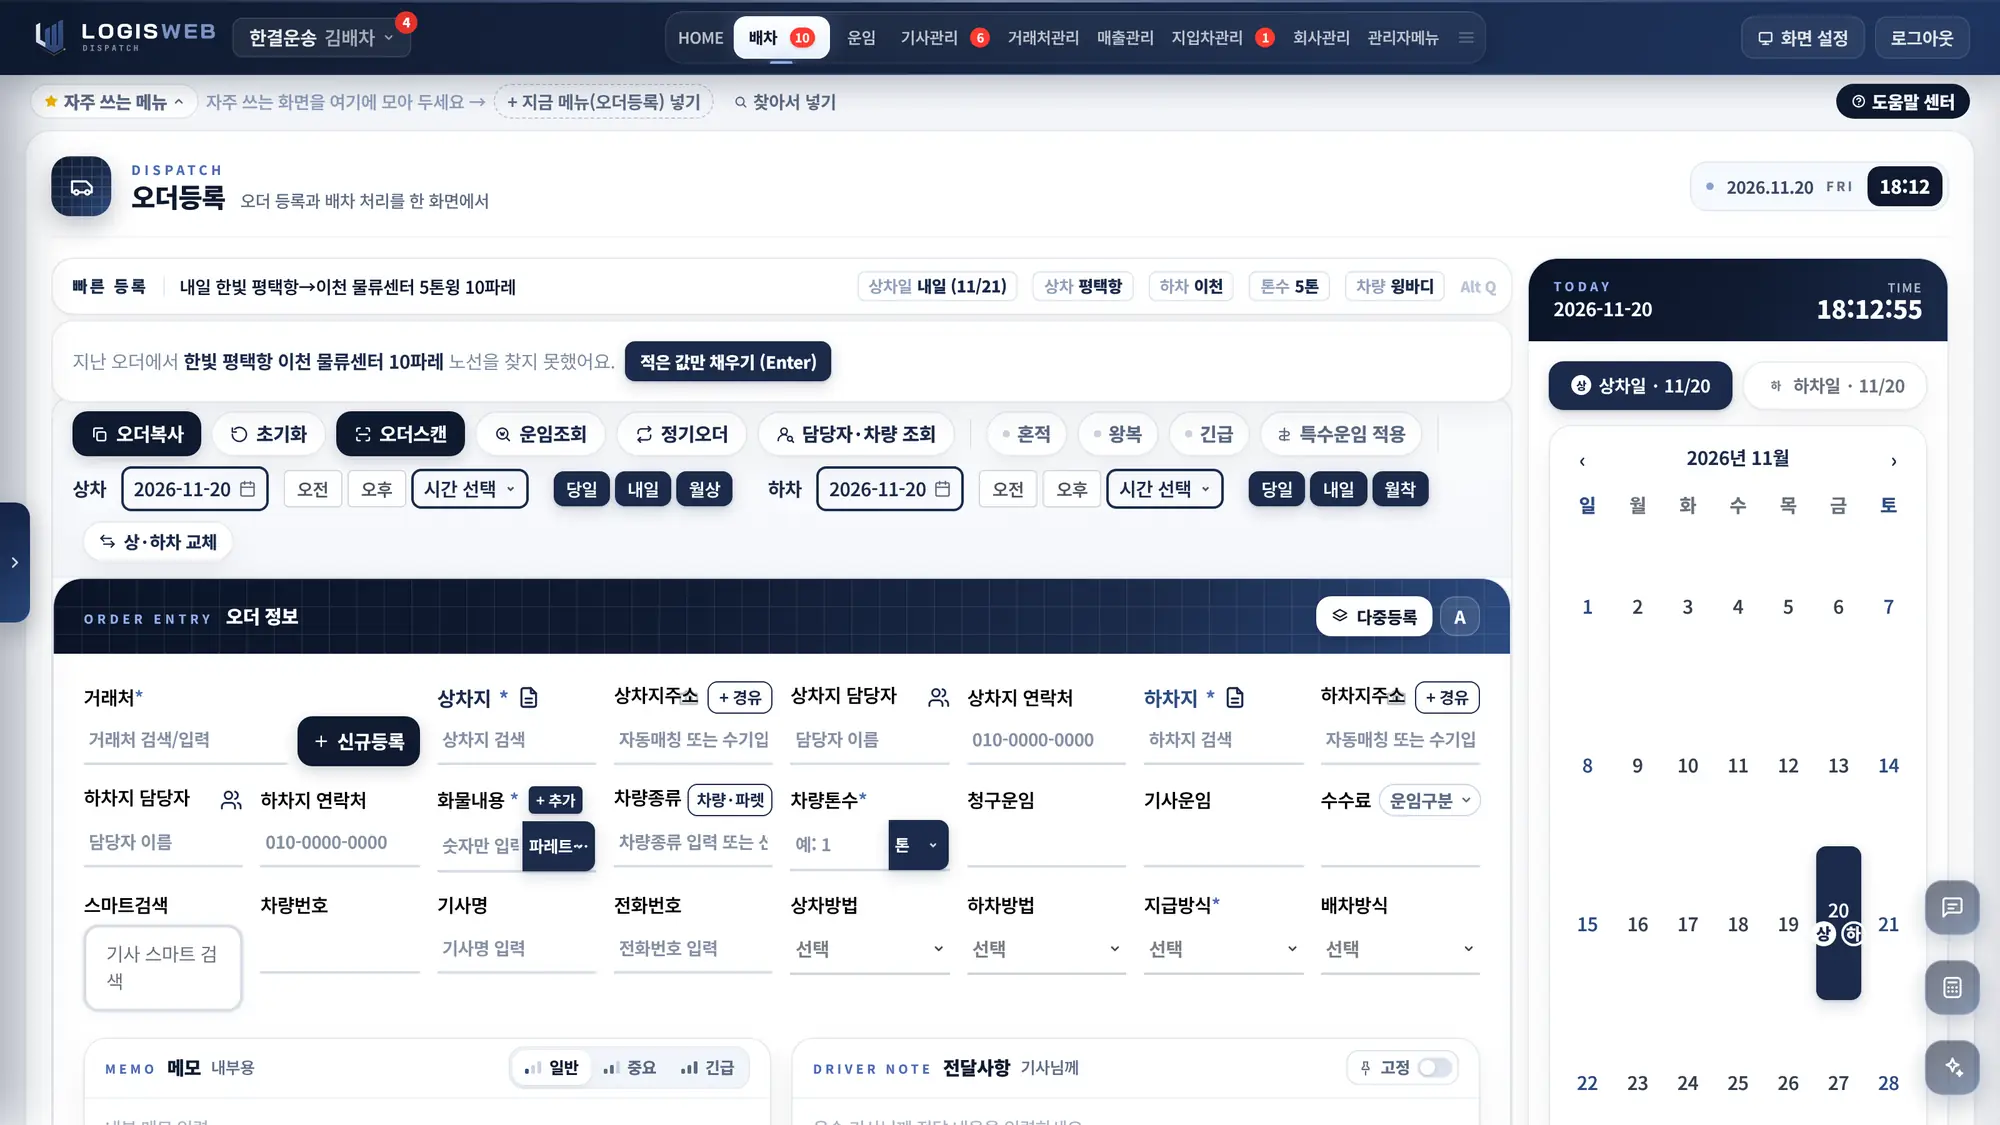 LOGISWEB
DISPATCH
한결운송 김배차
4
HOME
배차 10
운임
기사관리 6
거래처관리
매출관리
지입차관리 1
회사관리
관리자메뉴
화면 설정
로그아웃
자주 쓰는 메뉴
자주 쓰는 화면을 여기에 모아 두세요 →
+ 지금 메뉴(오더등록) 넣기
찾아서 넣기
도움말 센터
DISPATCH
오더등록 오더 등록과 배차 처리를 한 화면에서
2026.11.20 FRI 18:12
빠른 등록 내일 한빛 평택항→이천 물류센터 5톤윙 10파레
상차일 내일 (11/21)
상차 평택항
하차 이천
톤수 5톤
차량 윙바디
Alt Q
지난 오더에서 한빛 평택항 이천 물류센터 10파레 노선을 찾지 못했어요. 적은 값만 채우기 (Enter)
오더복사
초기화
오더스캔
운임조회
정기오더
담당자·차량 조회
혼적
왕복
긴급
특수운임 적용
상차 2026-11-20 오전 오후 시간 선택 당일 내일 월상
하차 2026-11-20 오전 오후 시간 선택 당일 내일 월착
상·하차 교체
ORDER ENTRY 오더 정보
다중등록 A
거래처*
거래처 검색/입력
+ 신규등록
상차지 *
상차지 검색
상차지주소 + 경유
자동매칭 또는 수기입
상차지 담당자
담당자 이름
상차지 연락처
010-0000-0000
하차지 *
하차지 검색
하차지주소 + 경유
자동매칭 또는 수기입
하차지 담당자
담당자 이름
하차지 연락처
010-0000-0000
화물내용 * + 추가
숫자만 입력 파레트
차량종류 차량·파렛
차량종류 입력 또는 선
차량톤수*
예: 1 톤
청구운임
기사운임
수수료 운임구분
스마트검색
기사 스마트 검
색
차량번호
기사명
기사명 입력
전화번호
전화번호 입력
상차방법
선택
하차방법
선택
지급방식*
선택
배차방식
선택
MEMO 메모 내부용
일반 중요 긴급
내부 메모 입력
DRIVER NOTE 전달사항 기사님께
고정
TODAY
2026-11-20
TIME
18:12:55
상 상차일 · 11/20
하 하차일 · 11/20
‹ 2026년 11월 ›
일 월 화 수 목 금 토
1 2 3 4 5 6 7
8 9 10 11 12 13 14
15 16 17 18 19 20 21
상 하
22 23 24 25 26 27 28